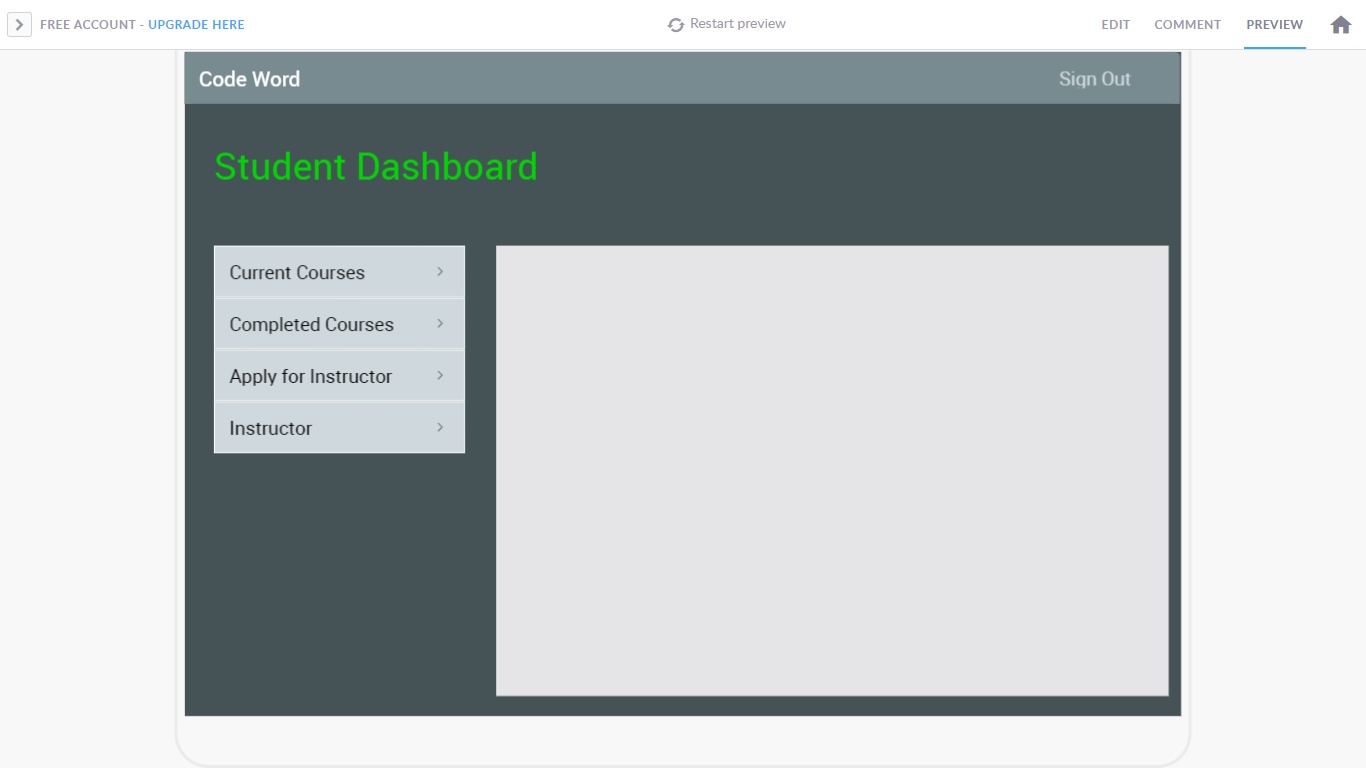 FREE ACCOUNT - UPGRADE HERE
Restart preview
EDIT COMMENT PREVIEW
Code Word
Sign Out
Student Dashboard
Current Courses
Completed Courses
Apply for Instructor
Instructor